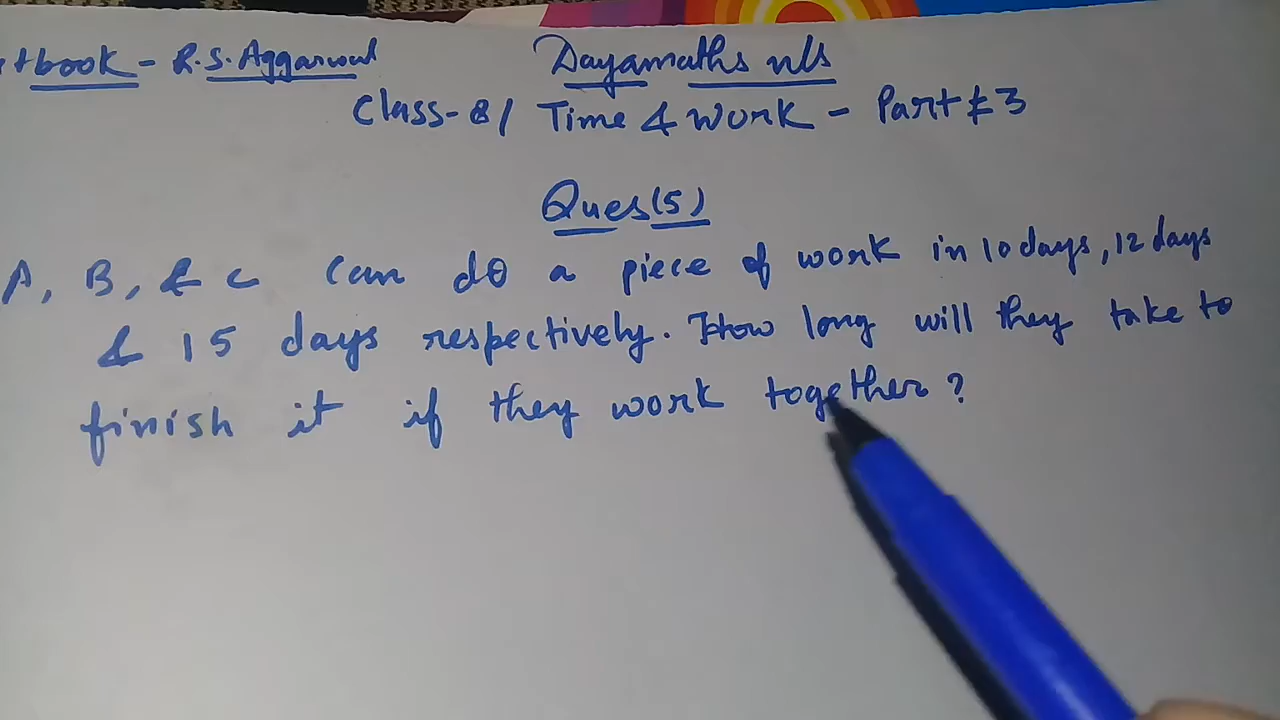 tbook - R.S. Aggarwal
Dayamaths nls
Class-8/ Time & Work - Part # 3
Ques(5)
A, B, & C can do a piece of work in 10 days, 12 days
& 15 days respectively. How long will they take to
finish it if they work together?